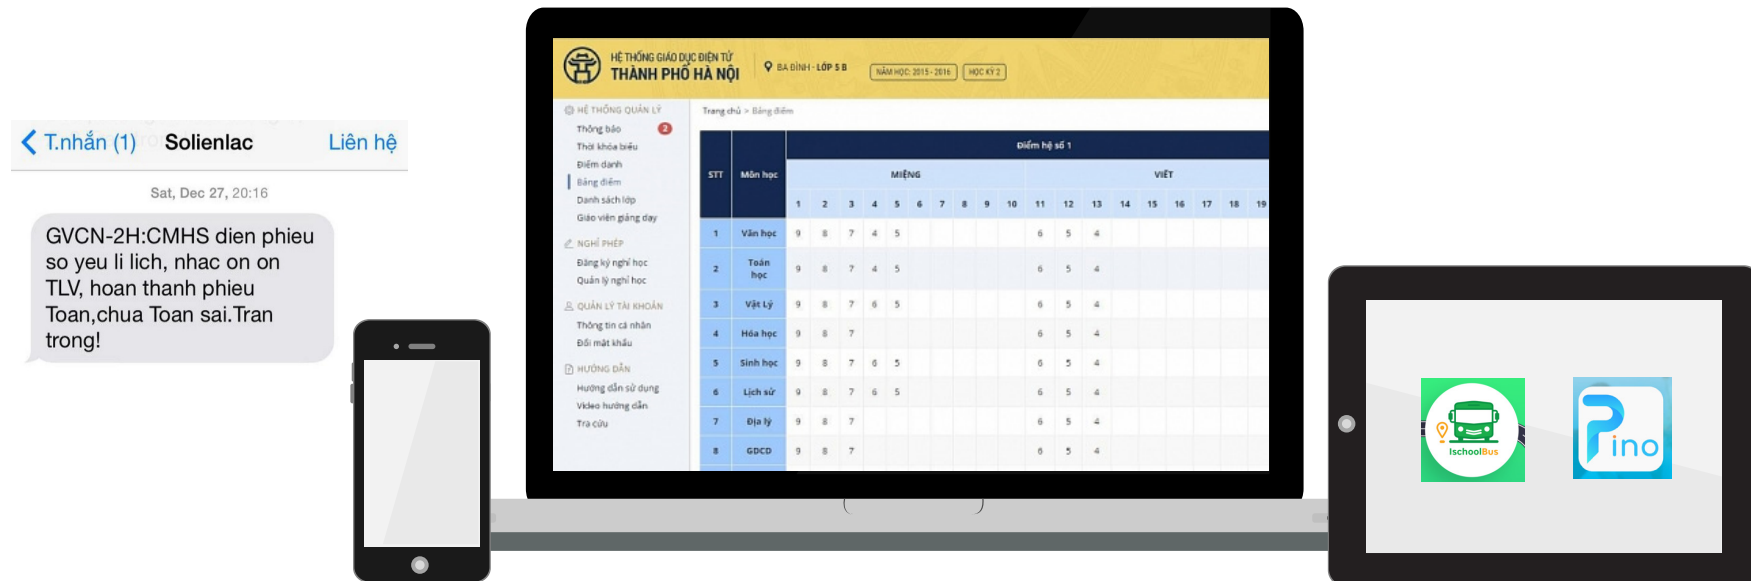 T.nhắn (1) Solienlac Liên hệ
Sat, Dec 27, 20:16
GVCN-2H:CMHS dien phieu
so yeu li lich, nhac on on
TLV, hoan thanh phieu
Toan,chua Toan sai.Tran
trong!
HỆ THỐNG GIÁO DỤC ĐIỆN TỬ
THÀNH PHỐ HÀ NỘI
BA ĐÌNH - LỚP 5 B
NĂM HỌC: 2015 - 2016
HỌC KỲ 2
HỆ THỐNG QUẢN LÝ
Thông báo 2
Thời khóa biểu
Điểm danh
Bảng điểm
Danh sách lớp
Giáo viên giảng dạy
NGHỈ PHÉP
Đăng ký nghỉ học
Quản lý nghỉ học
QUẢN LÝ TÀI KHOẢN
Thông tin cá nhân
Đổi mật khẩu
HƯỚNG DẪN
Hướng dẫn sử dụng
Video hướng dẫn
Tra cứu
Trang chủ > Bảng điểm
Điểm hệ số 1
STT Môn học MIỆNG VIẾT
1 2 3 4 5 6 7 8 9 10 11 12 13 14 15 16 17 18 19
1 Văn học 9 8 7 4 5 6 5 4
2 Toán học 9 8 7 4 5 6 5 4
3 Vật Lý 9 8 7 6 5 6 5 4
4 Hóa học 9 8 7 6 5 4
5 Sinh học 9 8 7 6 5 6 5 4
6 Lịch sử 9 8 7 6 5 6 5 4
7 Địa lý 9 8 7 6 5 4
8 GDCD 9 8 7 6 5 4
IschoolBus
Pino